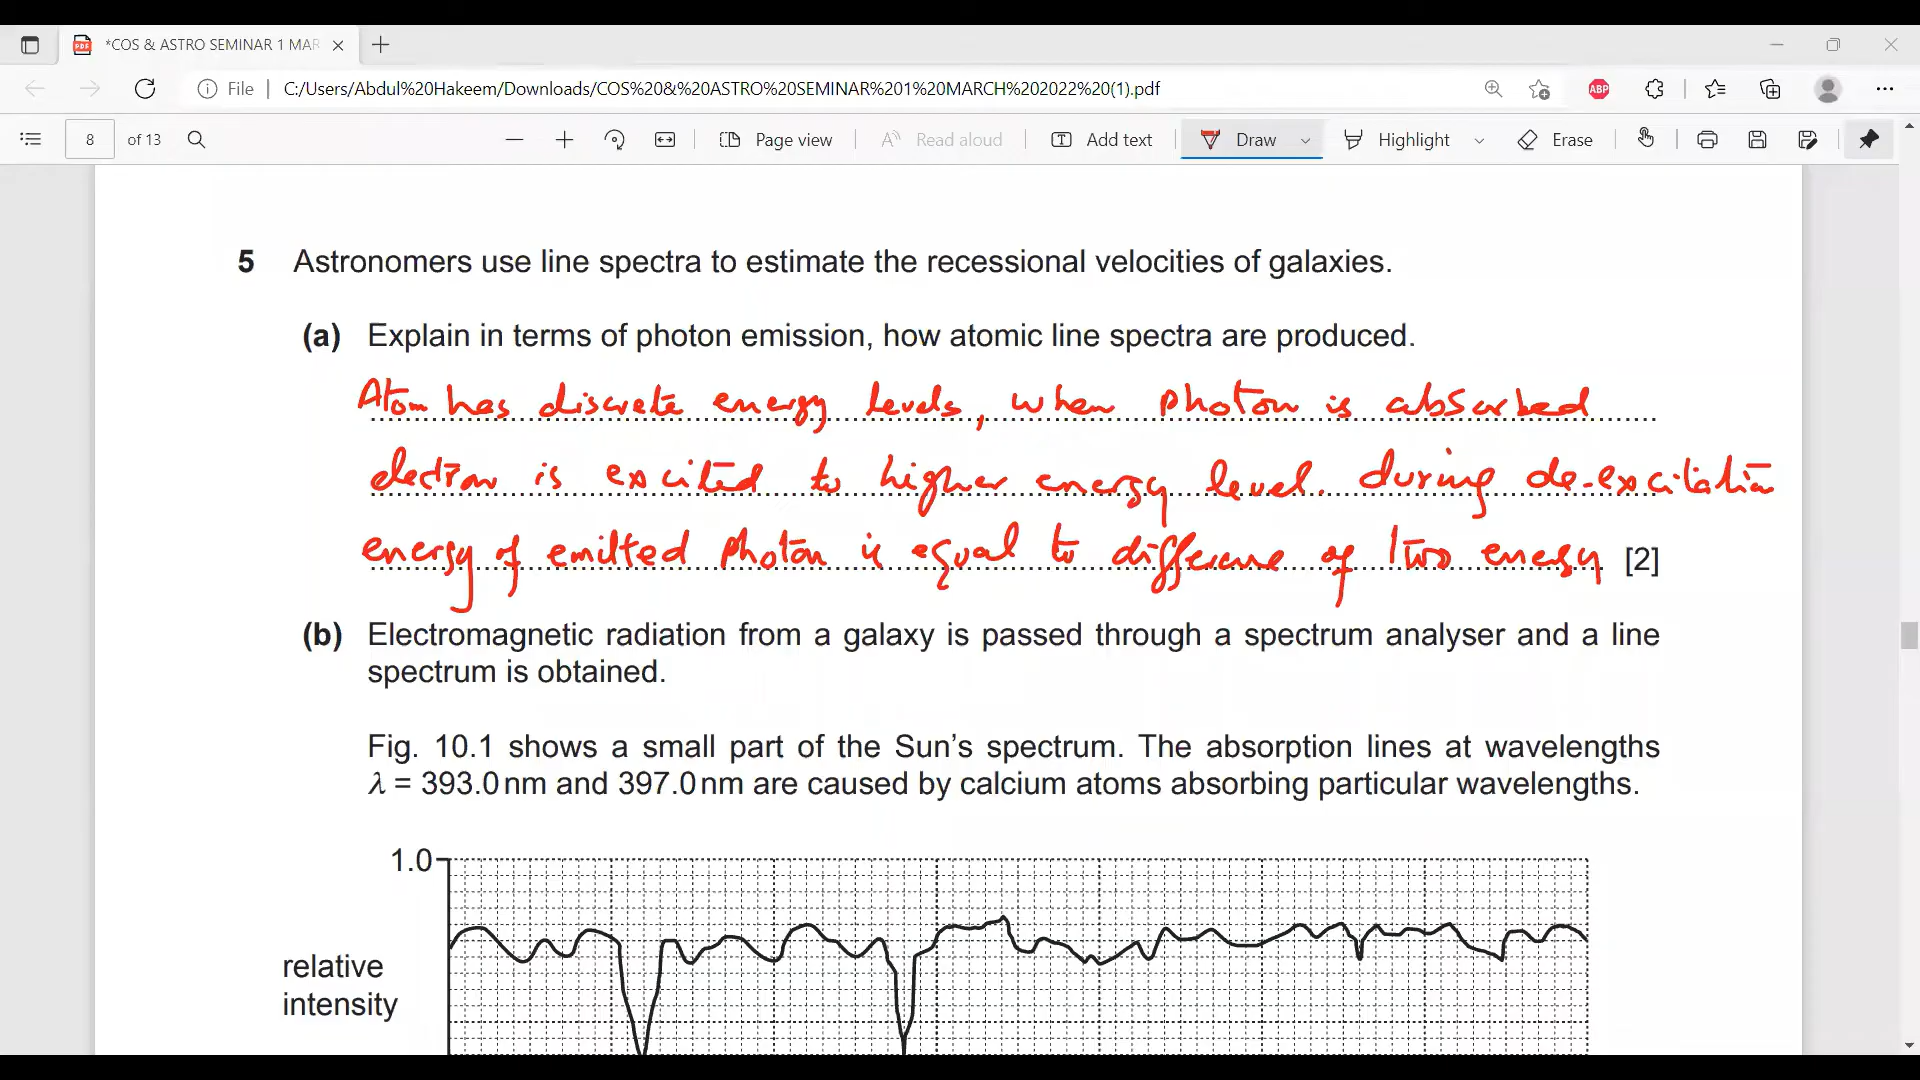 *COS & ASTRO SEMINAR 1 MAR
File C:/Users/Abdul%20Hakeem/Downloads/COS%20&%20ASTRO%20SEMINAR%201%20MARCH%202022%20(1).pdf
ABP
8 of 13 Page view Read aloud Add text Draw Highlight Erase
5 Astronomers use line spectra to estimate the recessional velocities of galaxies.
(a) Explain in terms of photon emission, how atomic line spectra are produced.
Atom has discrete energy levels, when photon is absorbed
electron is excited to higher energy level. during de-excitation
energy of emitted photon is equal to difference of two energy [2]
(b) Electromagnetic radiation from a galaxy is passed through a spectrum analyser and a line
spectrum is obtained.
Fig. 10.1 shows a small part of the Sun's spectrum. The absorption lines at wavelengths
λ = 393.0 nm and 397.0 nm are caused by calcium atoms absorbing particular wavelengths.
1.0
relative
intensity